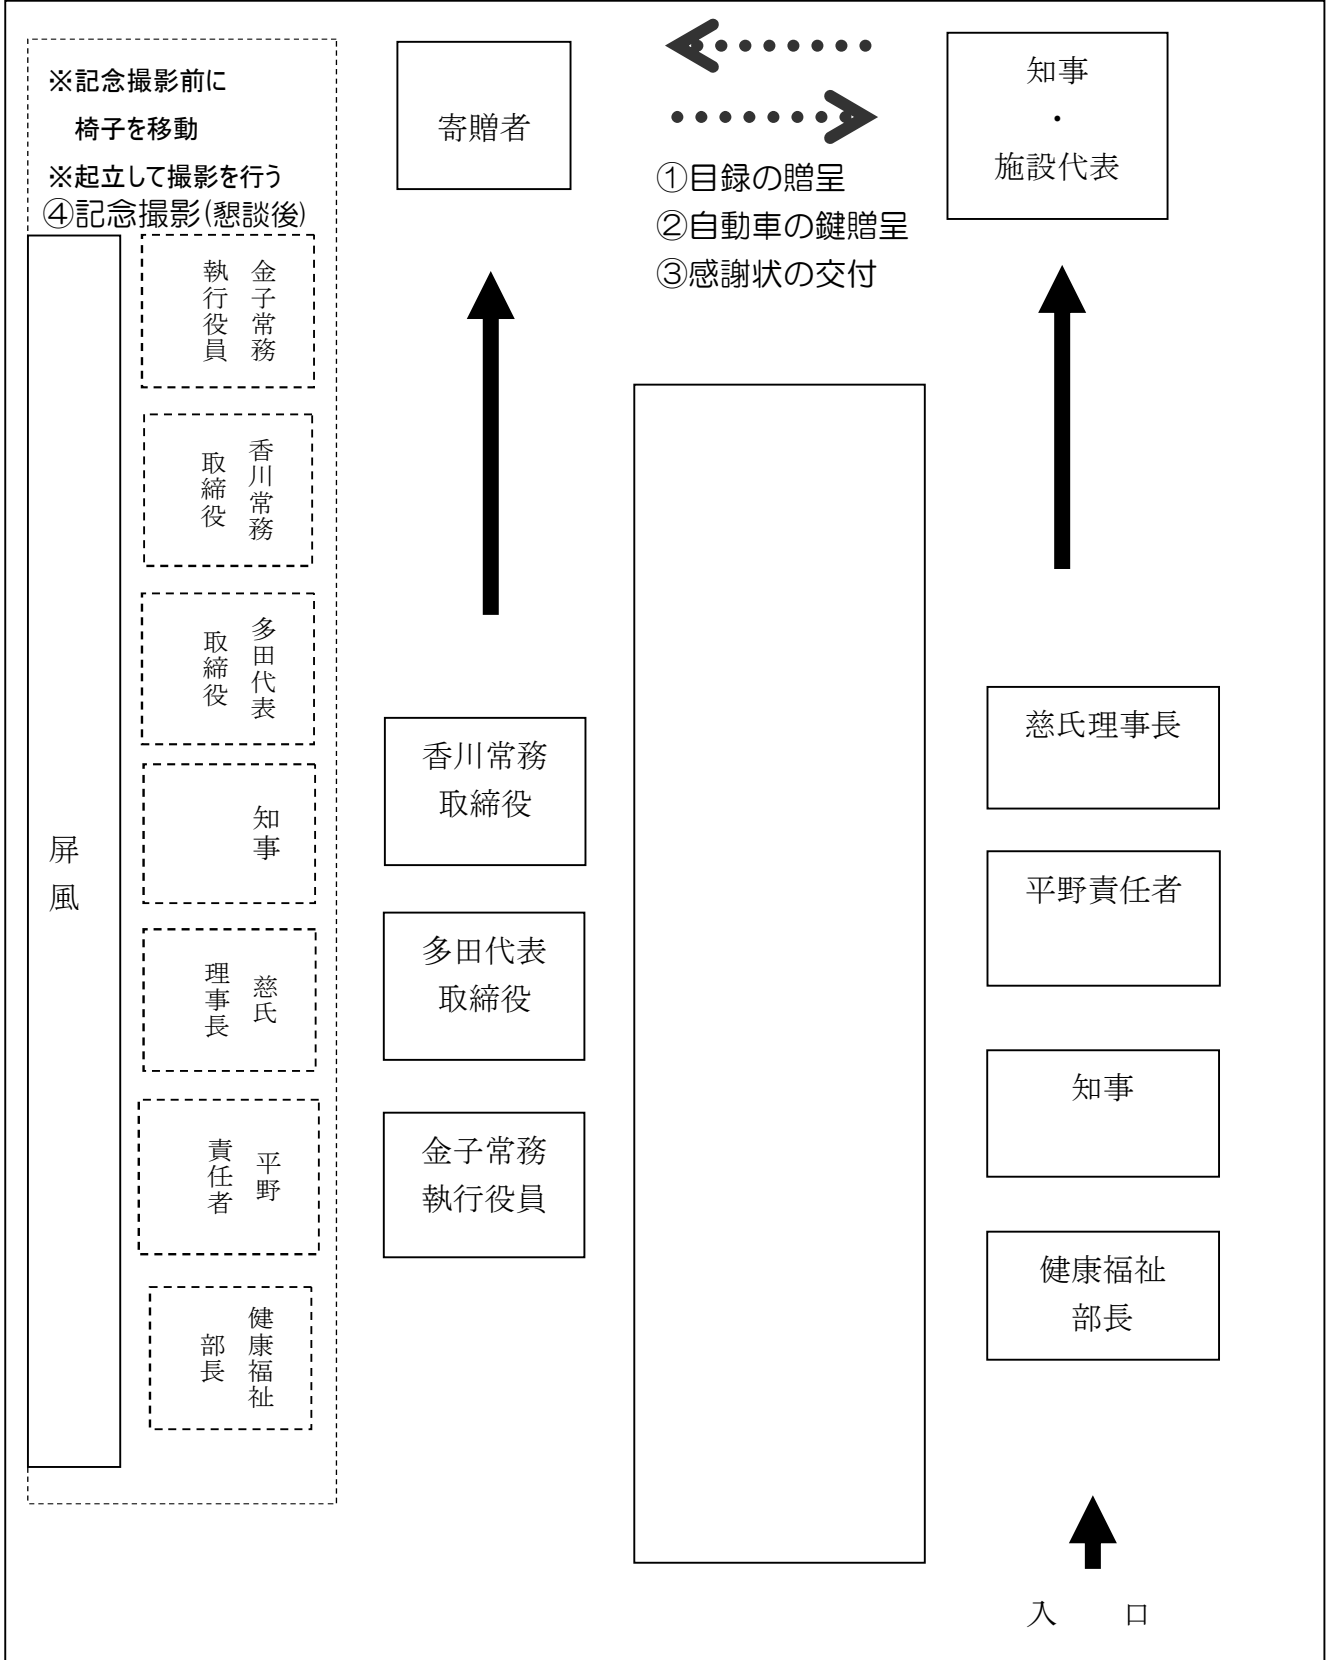 ※記念撮影前に
椅子を移動
※起立して撮影を行う
④記念撮影(懇談後)
寄贈者
①目録の贈呈
②自動車の鍵贈呈
③感謝状の交付
知事
・
施設代表
屏
風
金子常務
執行役員
香川常務
取締役
多田代表
取締役
知事
慈氏
理事長
平野
責任者
健康福祉
部長
香川常務
取締役
多田代表
取締役
金子常務
執行役員
慈氏理事長
平野責任者
知事
健康福祉
部長
入　口